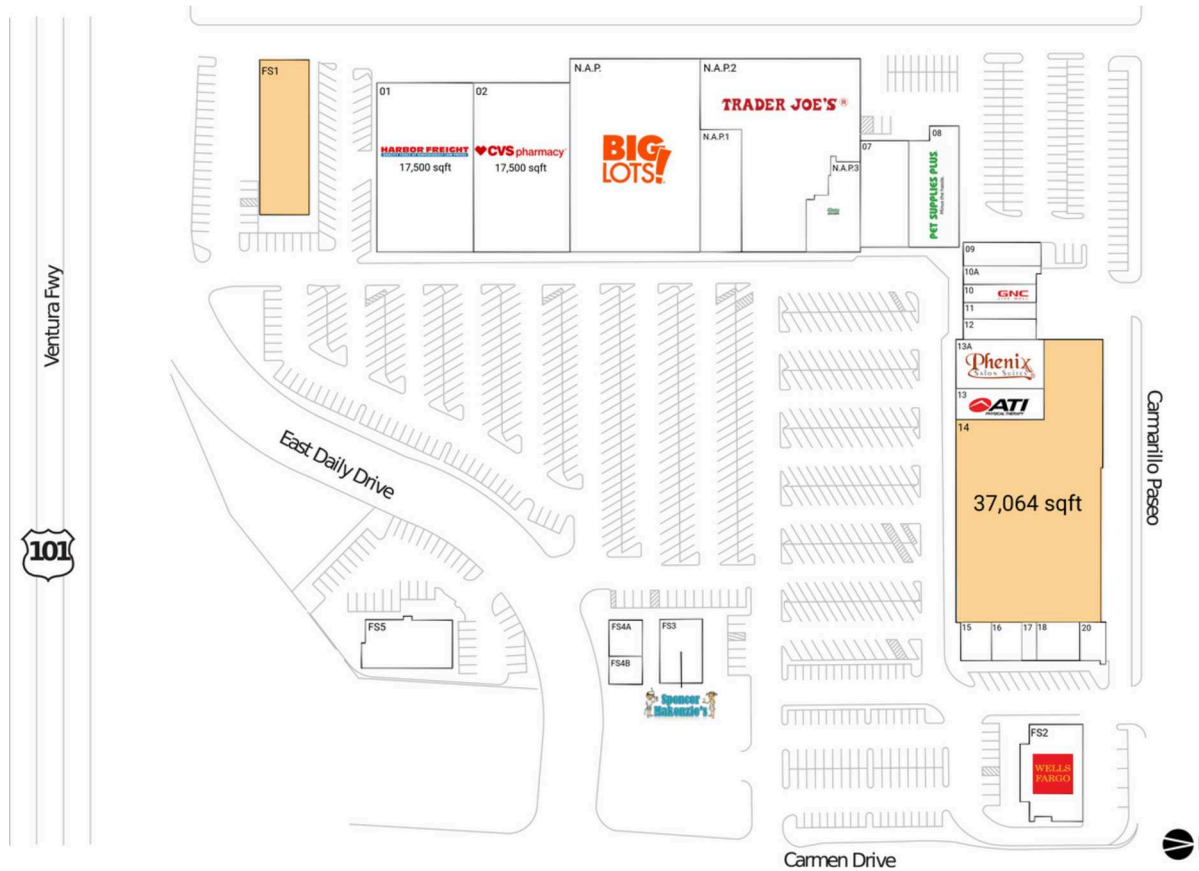 FS1
01
HARBOR FREIGHT
17,500 sqft
02
CVS pharmacy
17,500 sqft
N.A.P.
BIG
LOTS!
N.A.P.2
TRADER JOE'S®
N.A.P.1
N.A.P.3
07
08
PET SUPPLIES PLUS
09
10A
10
GNC
LIVE WELL
11
12
13A
Phenix
Salon Suites
13
ATI
PHYSICAL THERAPY
14
37,064 sqft
15
16
17
18
20
Ventura Fwy
101
East Daily Drive
Carmarillo Paseo
FS5
FS4A
FS4B
FS3
Spencer
Makenzie's
FS2
WELLS
FARGO
Carmen Drive